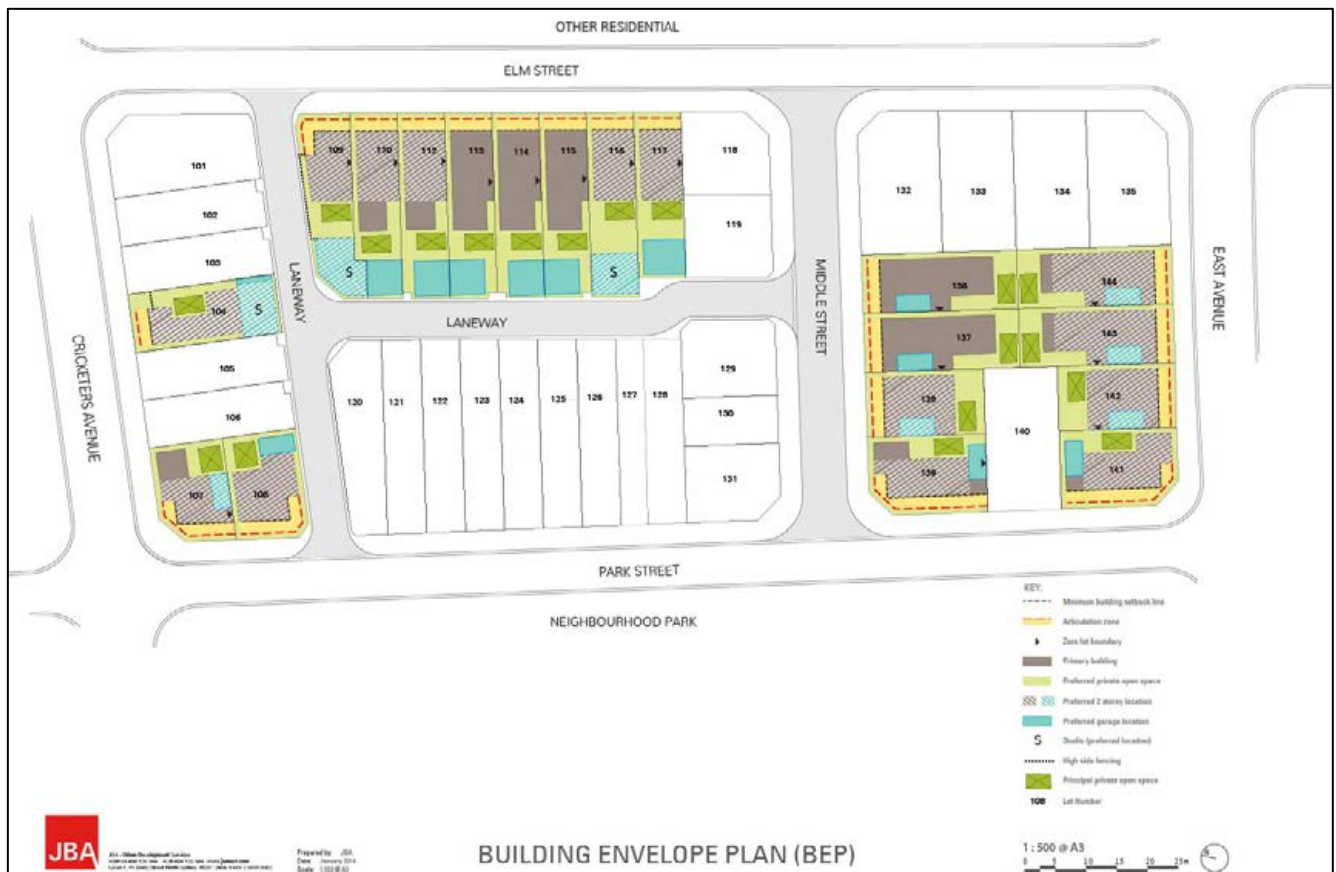 OTHER RESIDENTIAL
ELM STREET
101
102
103
104
S
105
106
107
108
109
110
112
113
114
115
116
117
118
119
S
S
LANEWAY
LANEWAY
CRICKETERS AVENUE
120
121
122
123
124
125
126
127
128
129
130
131
MIDDLE STREET
132
133
134
135
137
139
140
141
142
143
144
EAST AVENUE
PARK STREET
NEIGHBOURHOOD PARK
KEY:
Minimum building setback line
Articulation zone
Zero lot boundary
Primary building
Preferred private open space
Preferred 2 storey location
Preferred garage location
S Studio (preferred location)
High side fencing
Principal private open space
108 Lot Number
JBA
Prepared by JBA
Date January 2014
Scale 1:500 @ A3
BUILDING ENVELOPE PLAN (BEP)
1 : 500 @ A3
0 5 10 15 20 25m